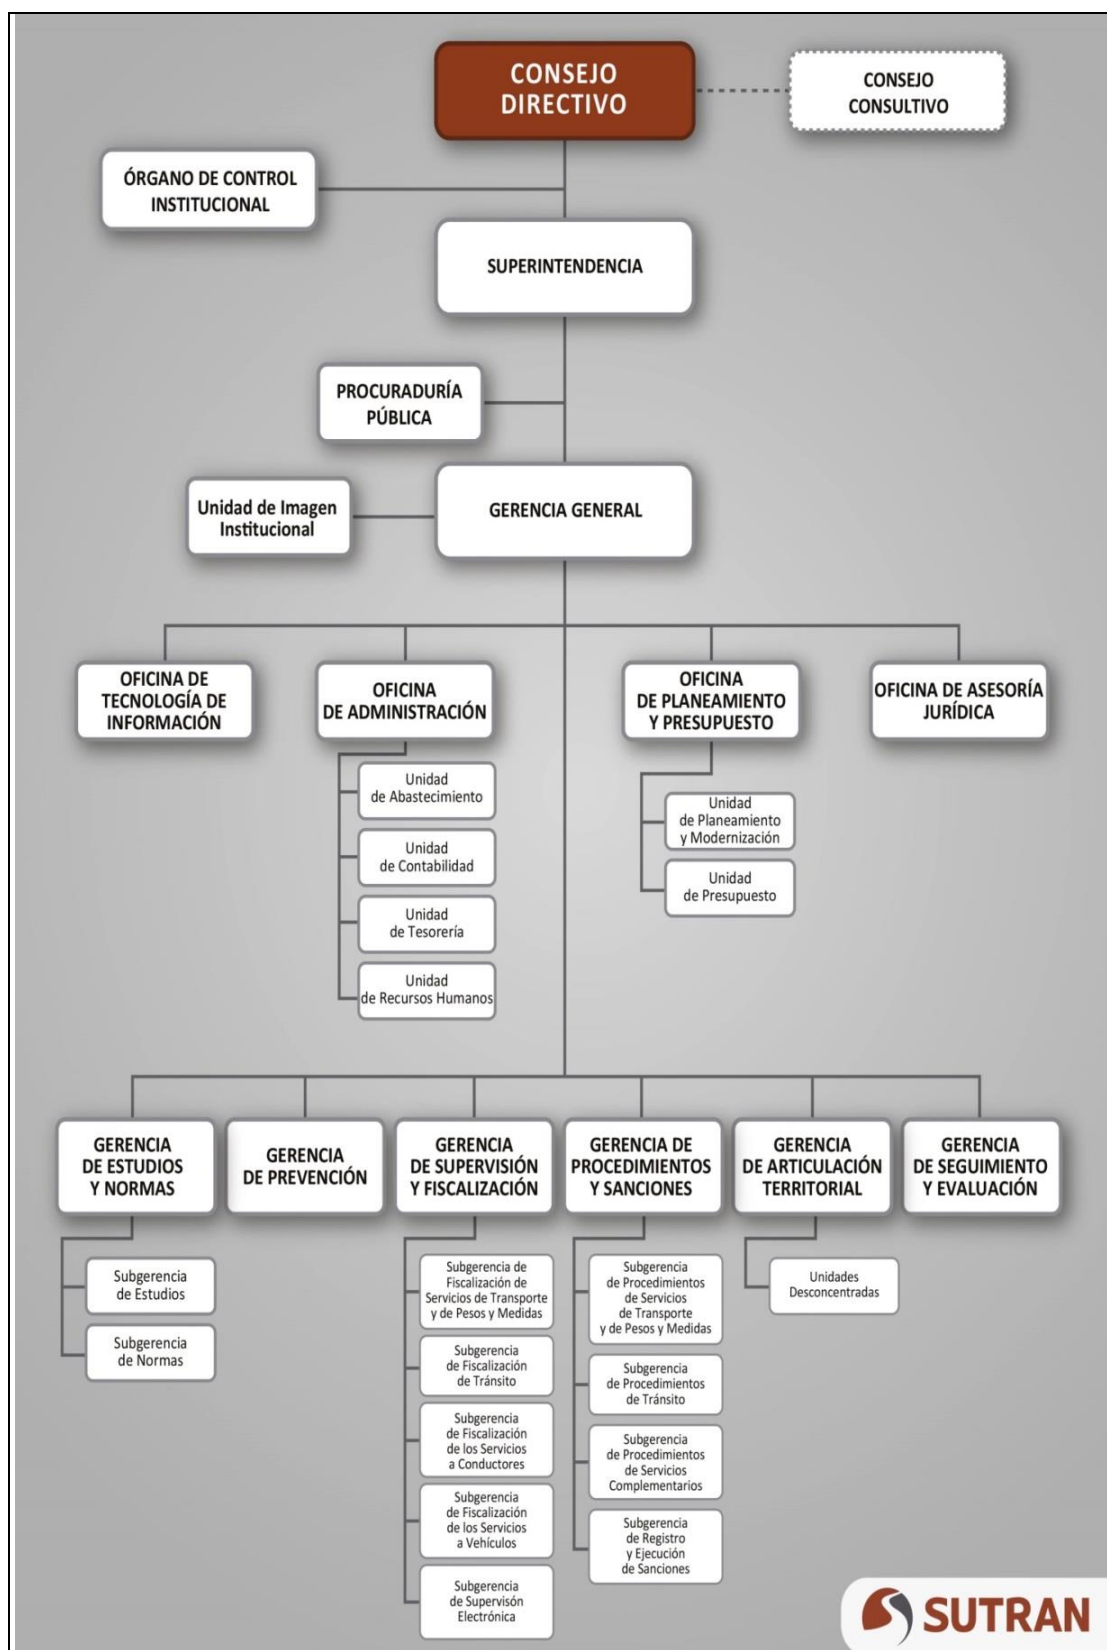 CONSEJO
DIRECTIVO
CONSEJO
CONSULTIVO
ÓRGANO DE CONTROL
INSTITUCIONAL
SUPERINTENDENCIA
PROCURADURÍA
PÚBLICA
Unidad de Imagen
Institucional
GERENCIA GENERAL
OFICINA DE
TECNOLOGÍA DE
INFORMACIÓN
OFICINA
DE ADMINISTRACIÓN
Unidad
de Abastecimiento
Unidad
de Contabilidad
Unidad
de Tesorería
Unidad
de Recursos Humanos
OFICINA
DE PLANEAMIENTO
Y PRESUPUESTO
Unidad
de Planeamiento
y Modernización
Unidad
de Presupuesto
OFICINA DE ASESORÍA
JURÍDICA
GERENCIA
DE ESTUDIOS
Y NORMAS
Subgerencia
de Estudios
Subgerencia
de Normas
GERENCIA
DE PREVENCIÓN
GERENCIA
DE SUPERVISIÓN
Y FISCALIZACIÓN
Subgerencia de
Fiscalización de
Servicios de Transporte
y de Pesos y Medidas
Subgerencia
de Fiscalización
de Tránsito
Subgerencia
de Fiscalización
de los Servicios
a Conductores
Subgerencia
de Fiscalización
de los Servicios
a Vehículos
Subgerencia
de Supervisón
Electrónica
GERENCIA DE
PROCEDIMIENTOS
Y SANCIONES
Subgerencia
de Procedimientos
de Servicios
de Transporte
y de Pesos y Medidas
Subgerencia
de Procedimientos
de Tránsito
Subgerencia
de Procedimientos
de Servicios
Complementarios
Subgerencia
de Registro
y Ejecución
de Sanciones
GERENCIA
DE ARTICULACIÓN
TERRITORIAL
Unidades
Desconcentradas
GERENCIA
DE SEGUIMIENTO
Y EVALUACIÓN
SUTRAN